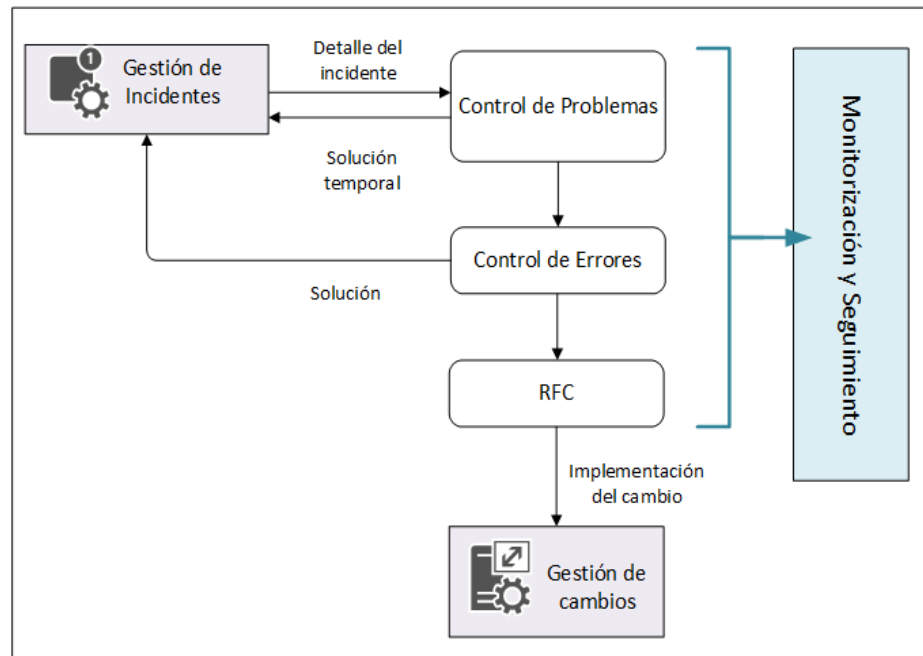 1
Gestión de
Incidentes
Detalle del
incidente
Control de Problemas
Solución
temporal
Control de Errores
Solución
RFC
Implementación
del cambio
Gestión de
cambios
Monitorización y Seguimiento